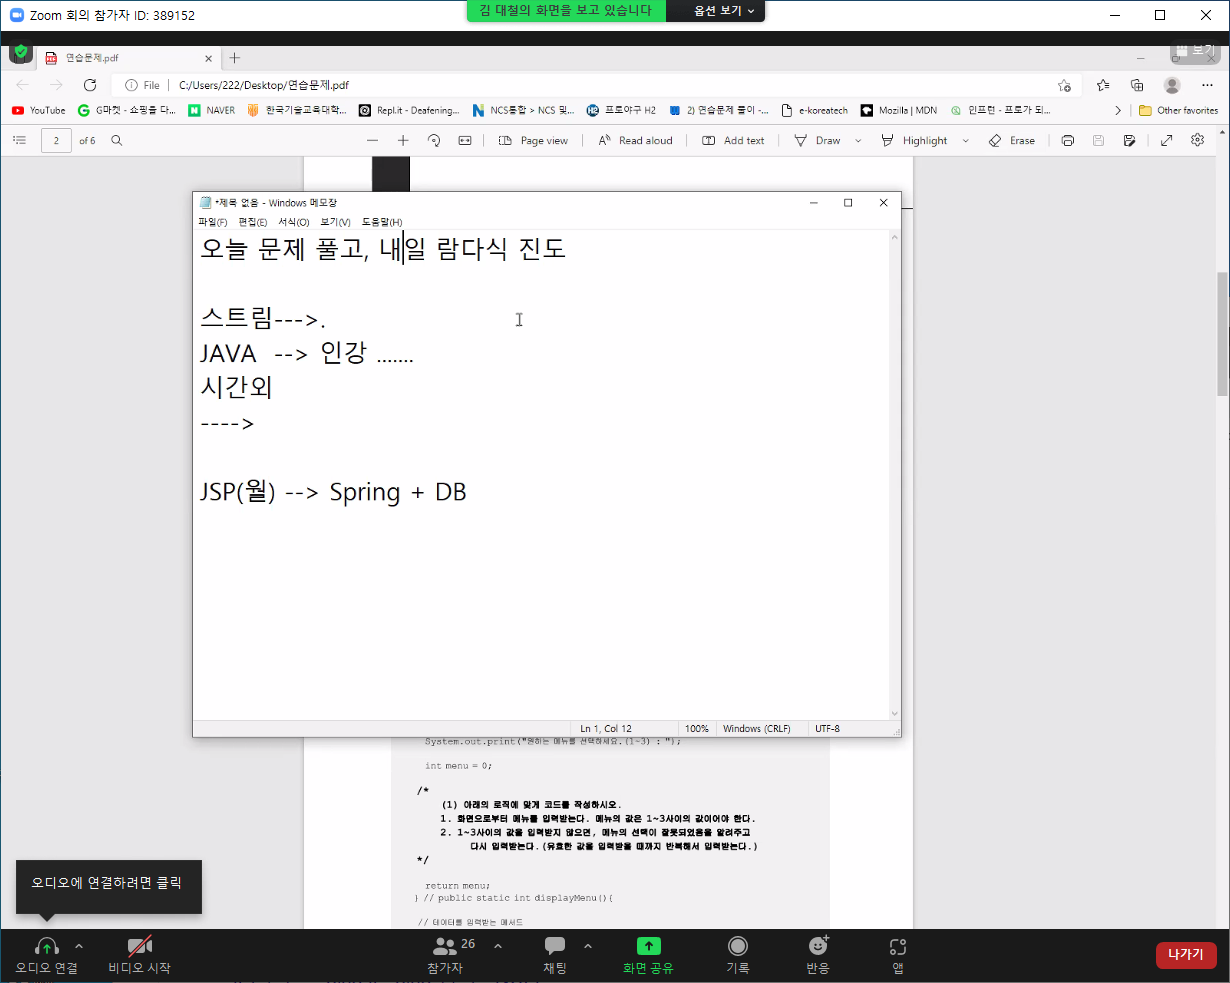 Zoom 회의 참가자 ID: 389152
김 대철의 화면을 보고 있습니다
옵션 보기
연습문제.pdf
보기
File
C:/Users/222/Desktop/연습문제.pdf
YouTube
G마켓 - 쇼핑을 다...
NAVER
한국기술교육대학...
Repl.it - Deafening...
NCS통합 > NCS 및...
프로야구 H2
2) 연습문제 풀이 -...
e-koreatech
Mozilla | MDN
인프런 - 프로가 되...
Other favorites
2 of 6
Page view
Read aloud
Add text
Draw
Highlight
Erase
*제목 없음 - Windows 메모장
파일(F) 편집(E) 서식(O) 보기(V) 도움말(H)
오늘 문제 풀고, 내일 람다식 진도
스트림--->.
JAVA --> 인강 .......
시간외
---->
JSP(월) --> Spring + DB
Ln 1, Col 12
100%
Windows (CRLF)
UTF-8
System.out.print("원하는 메뉴를 선택하세요.(1~3) : ");
int menu = 0;
/*
(1) 아래의 로직에 맞게 코드를 작성하시오.
1. 화면으로부터 메뉴를 입력받는다. 메뉴의 값은 1~3사이의 값이어야 한다.
2. 1~3사이의 값을 입력받지 않으면, 메뉴의 선택이 잘못되었음을 알려주고
다시 입력받는다.(유효한 값을 입력받을 때까지 반복해서 입력받는다.)
*/
return menu;
} // public static int displayMenu(){
// 데이터를 입력받는 메서드
오디오에 연결하려면 클릭
오디오 연결
비디오 시작
26
참가자
채팅
화면 공유
기록
반응
앱
나가기